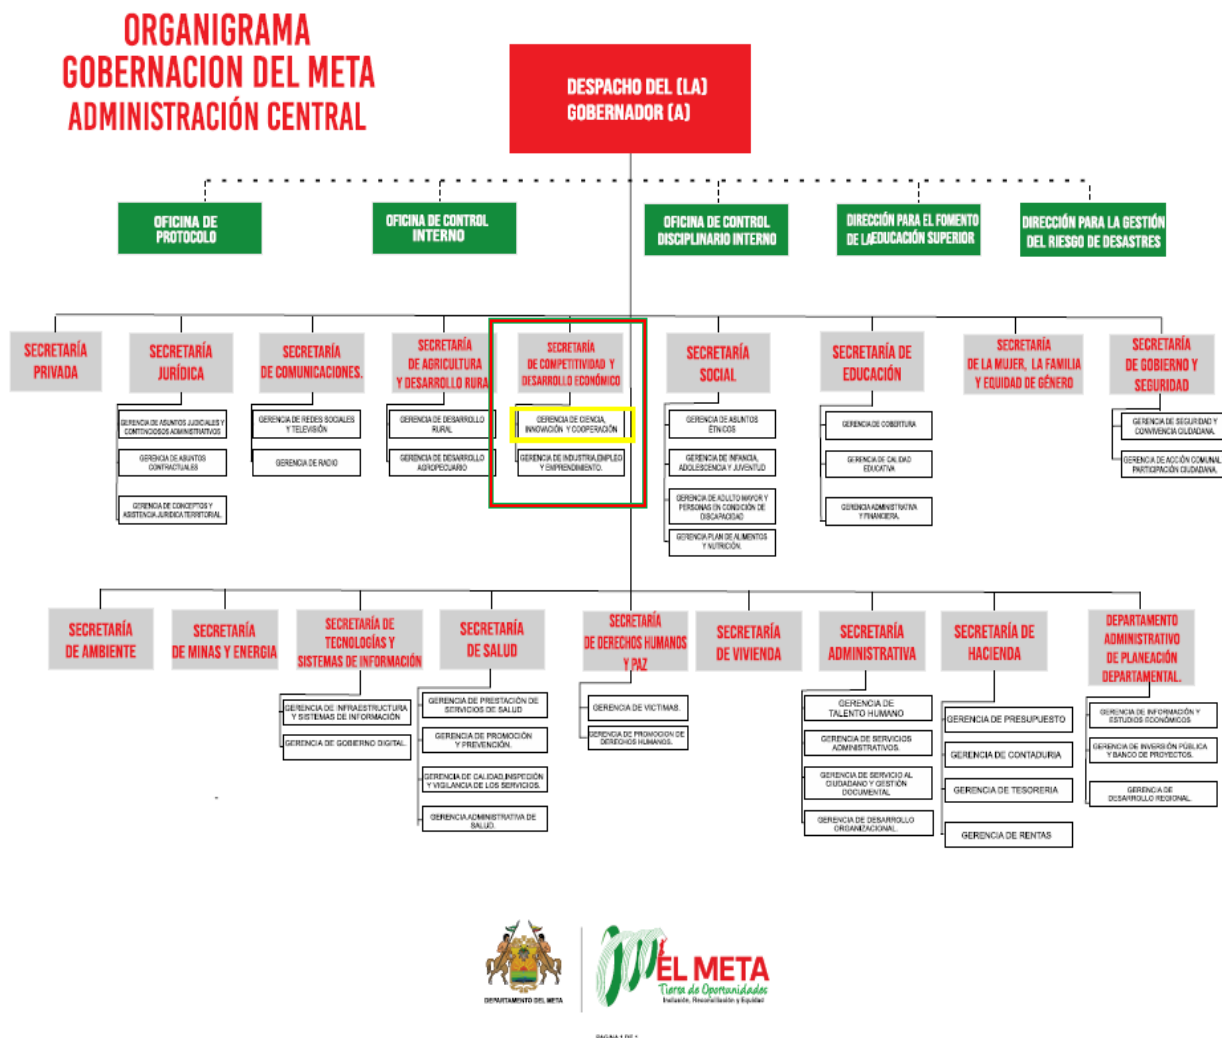 ORGANIGRAMA
GOBERNACION DEL META
ADMINISTRACIÓN CENTRAL
DESPACHO DEL (LA)
GOBERNADOR (A)
OFICINA DE
PROTOCOLO
OFICINA DE CONTROL
INTERNO
OFICINA DE CONTROL
DISCIPLINARIO INTERNO
DIRECCIÓN PARA EL FOMENTO
DE LA EDUCACIÓN SUPERIOR
DIRECCIÓN PARA LA GESTIÓN
DEL RIESGO DE DESASTRES
SECRETARÍA
PRIVADA
SECRETARÍA
JURÍDICA
GERENCIA DE ASUNTOS JUDICIALES Y
CONTENCIOSOS ADMINISTRATIVOS
GERENCIA DE ASUNTOS
CONTRACTUALES
GERENCIA DE CONCEPTOS Y
ASISTENCIA JURIDICA TERRITORIAL.
SECRETARÍA
DE COMUNICACIONES.
GERENCIA DE REDES SOCIALES
Y TELEVISIÓN
GERENCIA DE RADIO
SECRETARÍA
DE AGRICULTURA
Y DESARROLLO RURA
GERENCIA DE DESARROLLO
RURAL
GERENCIA DE DESARROLLO
AGROPECUARIO
SECRETARÍA
DE COMPETITIVIDAD Y
DESARROLLO ECONÓMICO
GERENCIA DE CIENCIA,
INNOVACIÓN Y COOPERACIÓN
GERENCIA DE INDUSTRIA,EMPLEO
Y EMPRENDIMIENTO.
SECRETARÍA
SOCIAL
GERENCIA DE ASUNTOS
ÉTNICOS
GERENCIA DE INFANCIA,
ADOLESCENCIA Y JUVENTUD
GERENCIA DE ADULTO MAYOR Y
PERSONAS EN CONDICIÓN DE
DISCAPACIDAD
GERENCIA PLAN DE ALIMENTOS
Y NUTRICIÓN.
SECRETARÍA DE
EDUCACIÓN
GERENCIA DE COBERTURA
GERENCIA DE CALIDAD
EDUCATIVA
GERENCIA ADMINISTRATIVA
Y FINANCIERA.
SECRETARÍA
DE LA MUJER, LA FAMILIA
Y EQUIDAD DE GÉNERO
SECRETARÍA
DE GOBIERNO Y
SEGURIDAD
GERENCIA DE SEGURIDAD Y
CONVIVENCIA CIUDADANA.
GERENCIA DE ACCIÓN COMUNAL
PARTICIPACIÓN CIUDADANA.
SECRETARÍA
DE AMBIENTE
SECRETARÍA
DE MINAS Y ENERGIA
SECRETARÍA DE
TECNOLOGÍAS Y
SISTEMAS DE INFORMACIÓN
GERENCIA DE INFRAESTRUCTURA
Y SISTEMAS DE INFORMACIÓN
GERENCIA DE GOBIERNO DIGITAL.
SECRETARÍA
DE SALUD
GERENCIA DE PRESTACIÓN DE
SERVICIOS DE SALUD
GERENCIA DE PROMOCIÓN
Y PREVENCIÓN.
GERENCIA DE CALIDAD,INSPECIÓN
Y VIGILANCIA DE LOS SERVICIOS.
GERENCIA ADMINISTRATIVA DE
SALUD.
SECRETARÍA
DE DERECHOS HUMANOS
Y PAZ
GERENCIA DE VICTIMAS.
GERENCIA DE PROMOCION DE
DERECHOS HUMANOS.
SECRETARÍA
DE VIVIENDA
SECRETARÍA
ADMINISTRATIVA
GERENCIA DE
TALENTO HUMANO
GERENCIA DE SERVICIOS
ADMINISTRATIVOS.
GERENCIA DE SERVICIO AL
CIUDADANO Y GESTIÓN
DOCUMENTAL
GERENCIA DE DESARROLLO
ORGANIZACIONAL.
SECRETARÍA DE
HACIENDA
GERENCIA DE PRESUPUESTO
GERENCIA DE CONTADURIA
GERENCIA DE TESORERIA
GERENCIA DE RENTAS
DEPARTAMENTO
ADMINISTRATIVO
DE PLANEACIÓN
DEPARTAMENTAL.
GERENCIA DE INFORMACIÓN Y
ESTUDIOS ECONÓMICOS
GERENCIA DE INVERSIÓN PÚBLICA
Y BANCO DE PROYECTOS.
GERENCIA DE
DESARROLLO REGIONAL.
DEPARTAMENTO DEL META
EL META
Tierra de Oportunidades
Inclusión, Reconciliación y Equidad
PAGINA 1 DE 1